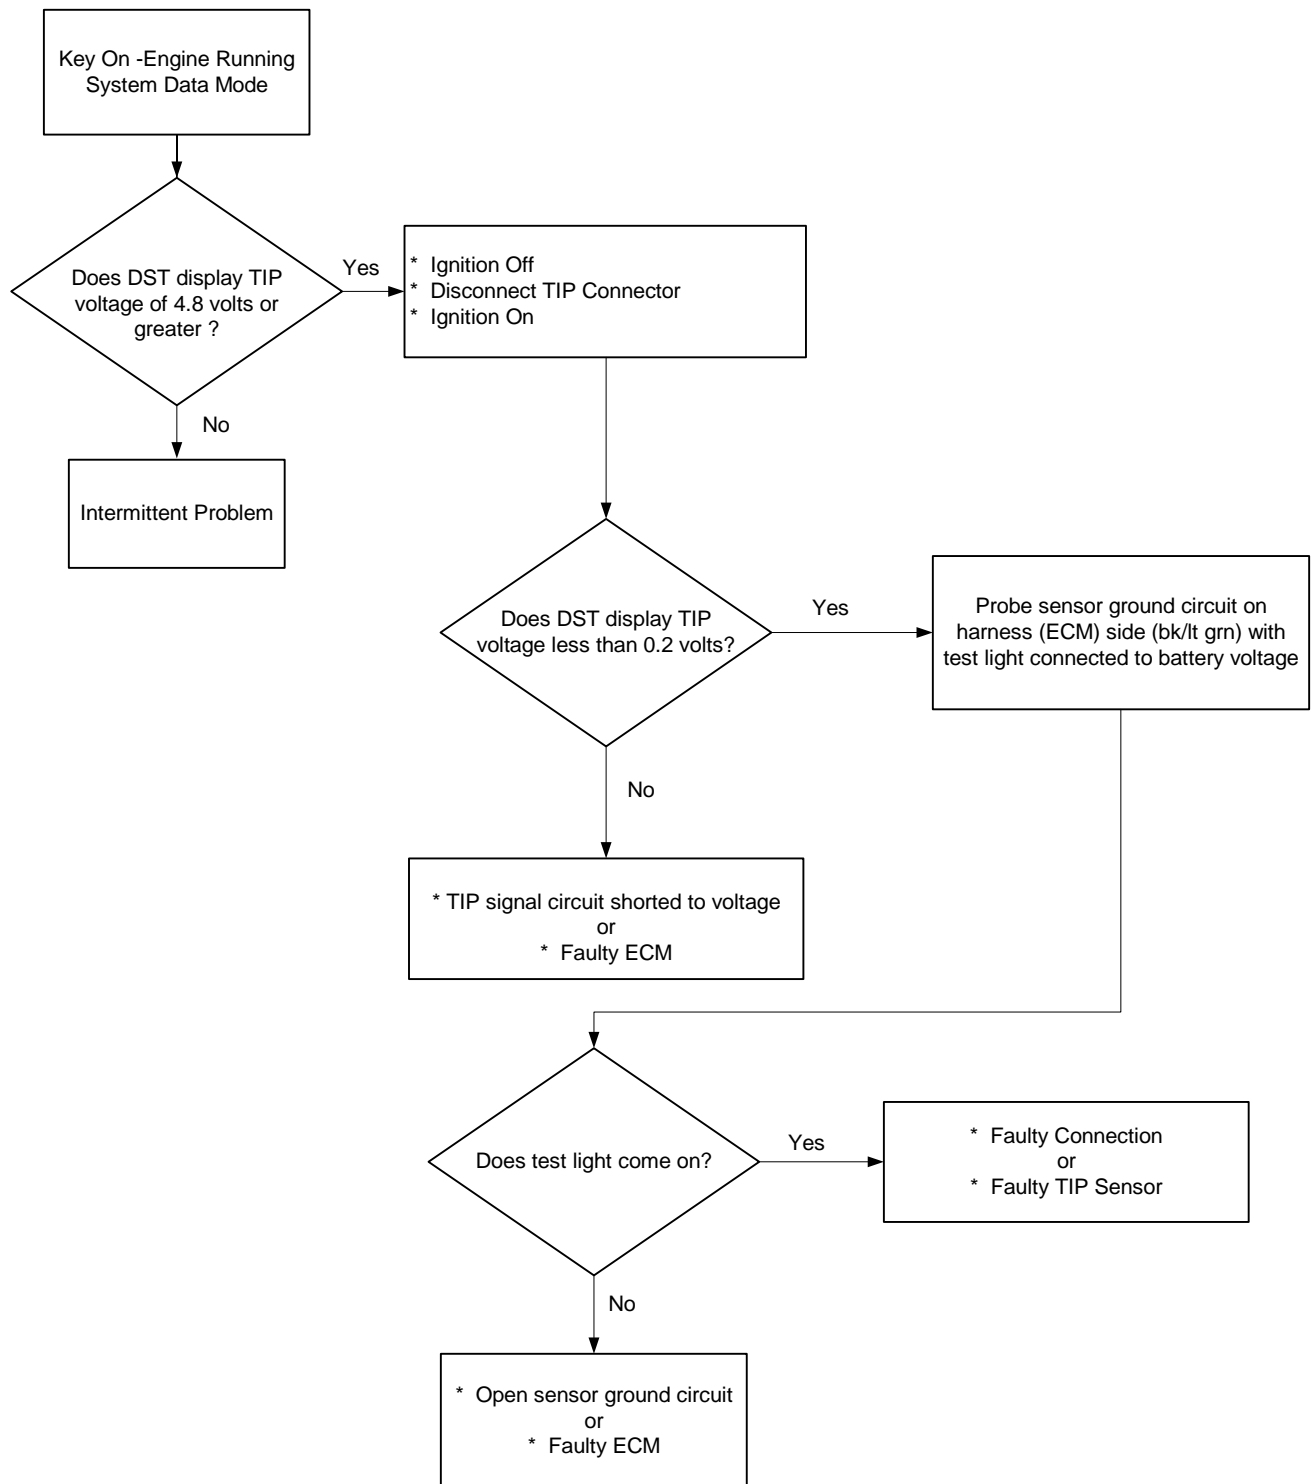 Key On -Engine Running
System Data Mode
Does DST display TIP
voltage of 4.8 volts or
greater ?
Yes
* Ignition Off
* Disconnect TIP Connector
* Ignition On
No
Intermittent Problem
Does DST display TIP
voltage less than 0.2 volts?
Yes
Probe sensor ground circuit on
harness (ECM) side (bk/lt grn) with
test light connected to battery voltage
No
* TIP signal circuit shorted to voltage
or
* Faulty ECM
Does test light come on?
Yes
* Faulty Connection
or
* Faulty TIP Sensor
No
* Open sensor ground circuit
or
* Faulty ECM